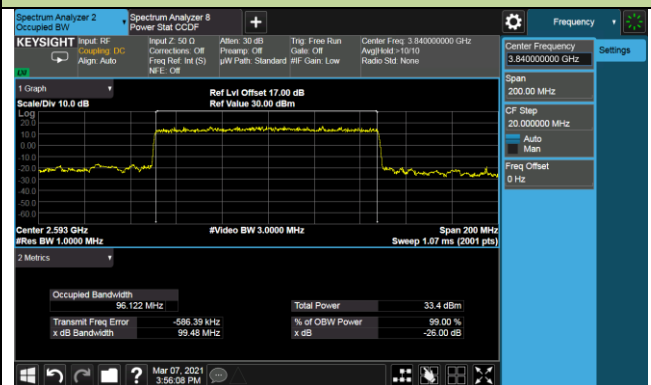 Spectrum Analyzer 2
Occupied BW
Spectrum Analyzer 8
Power Stat CCDF
Frequency
KEYSIGHT
Input: RF
Coupling: DC
Align: Auto
Input Z: 50 Ω
Corrections: Off
Freq Ref: Int (S)
NFE: Off
Atten: 30 dB
Preamp: Off
µW Path: Standard
Trig: Free Run
Gate: Off
#IF Gain: Low
Center Freq: 3.840000000 GHz
Avg|Hold:>10/10
Radio Std: None
Center Frequency
3.840000000 GHz
Settings
Span
200.00 MHz
CF Step
20.000000 MHz
Auto
Man
Freq Offset
0 Hz
1 Graph
Scale/Div 10.0 dB
Ref Lvl Offset 17.00 dB
Ref Value 30.00 dBm
Log
20.0
10.0
0.00
-10.0
-20.0
-30.0
-40.0
-50.0
-60.0
Center 2.593 GHz
#Res BW 1.0000 MHz
#Video BW 3.0000 MHz
Span 200 MHz
Sweep 1.07 ms (2001 pts)
2 Metrics
Occupied Bandwidth
96.122 MHz
Total Power 33.4 dBm
Transmit Freq Error -586.39 kHz
% of OBW Power 99.00 %
x dB Bandwidth 99.48 MHz
x dB -26.00 dB
Mar 07, 2021
3:56:08 PM